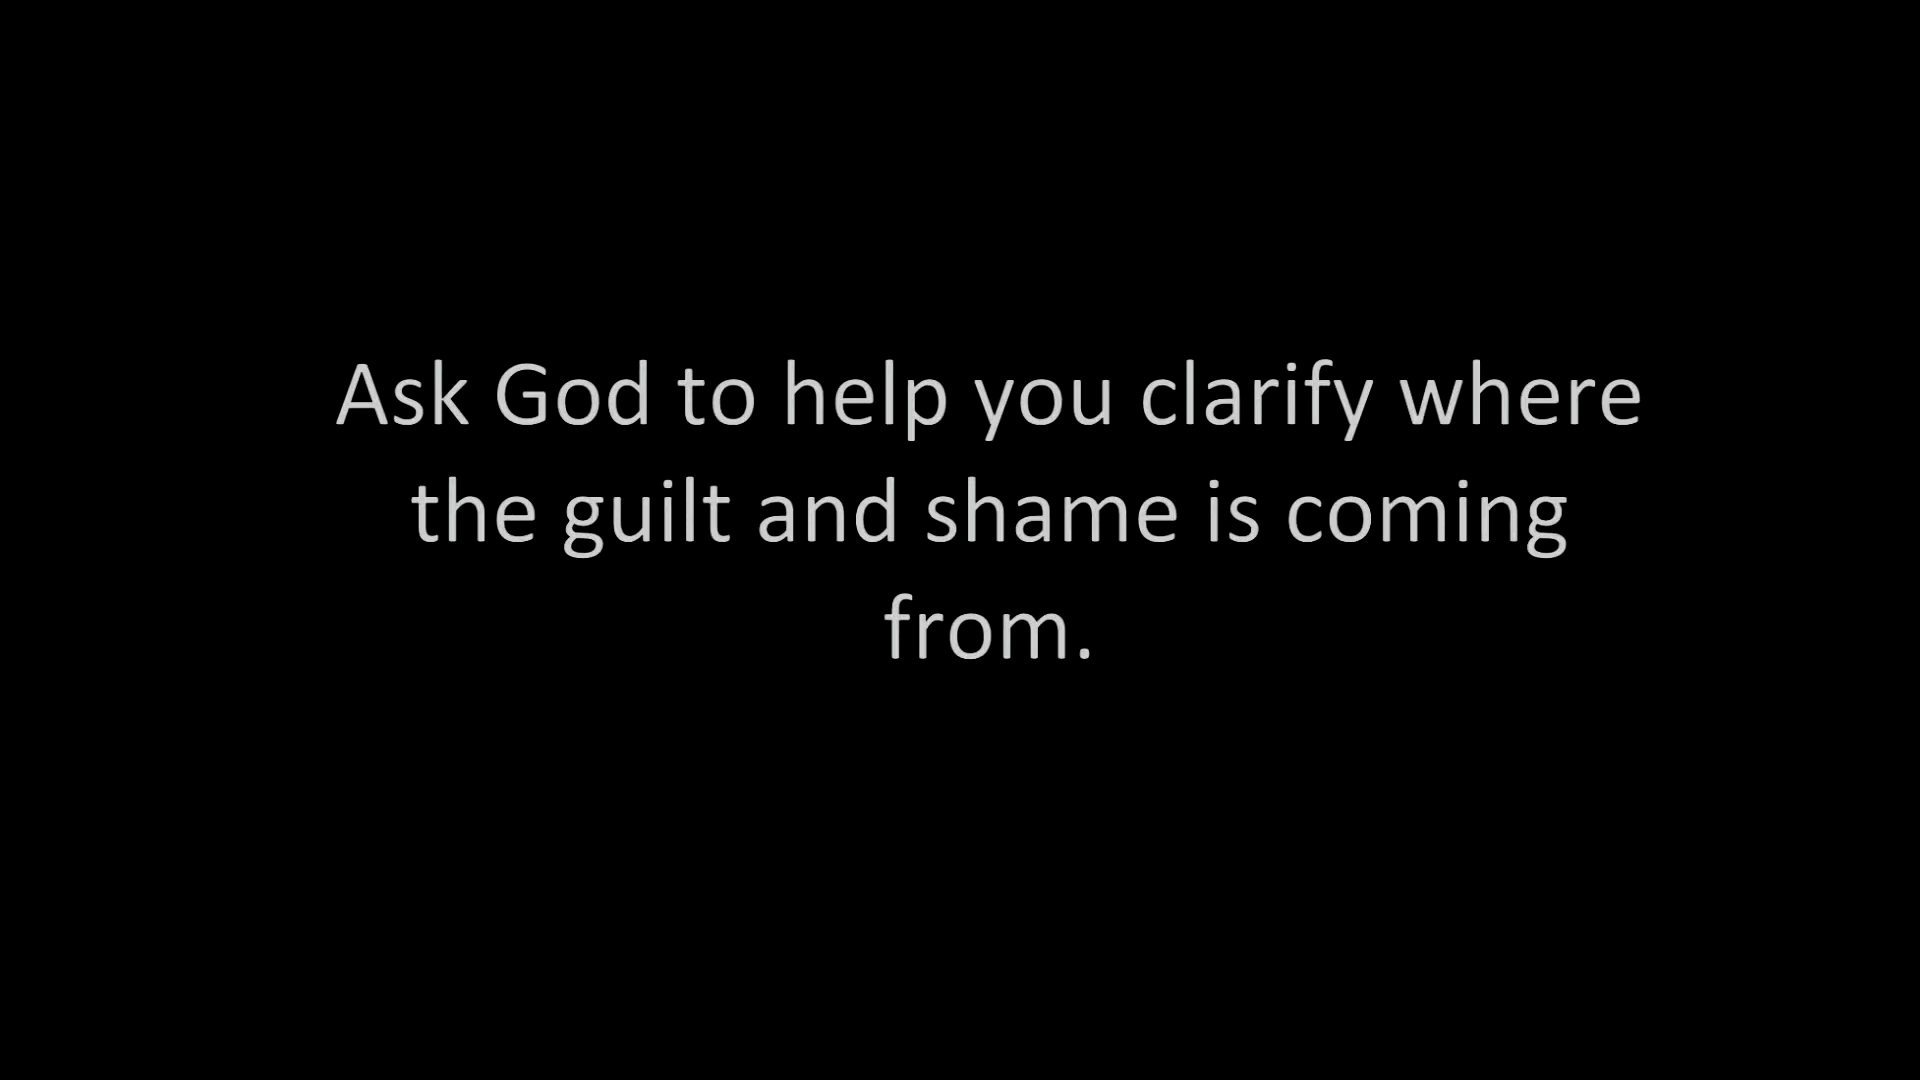 Ask God to help you clarify where
the guilt and shame is coming
from.